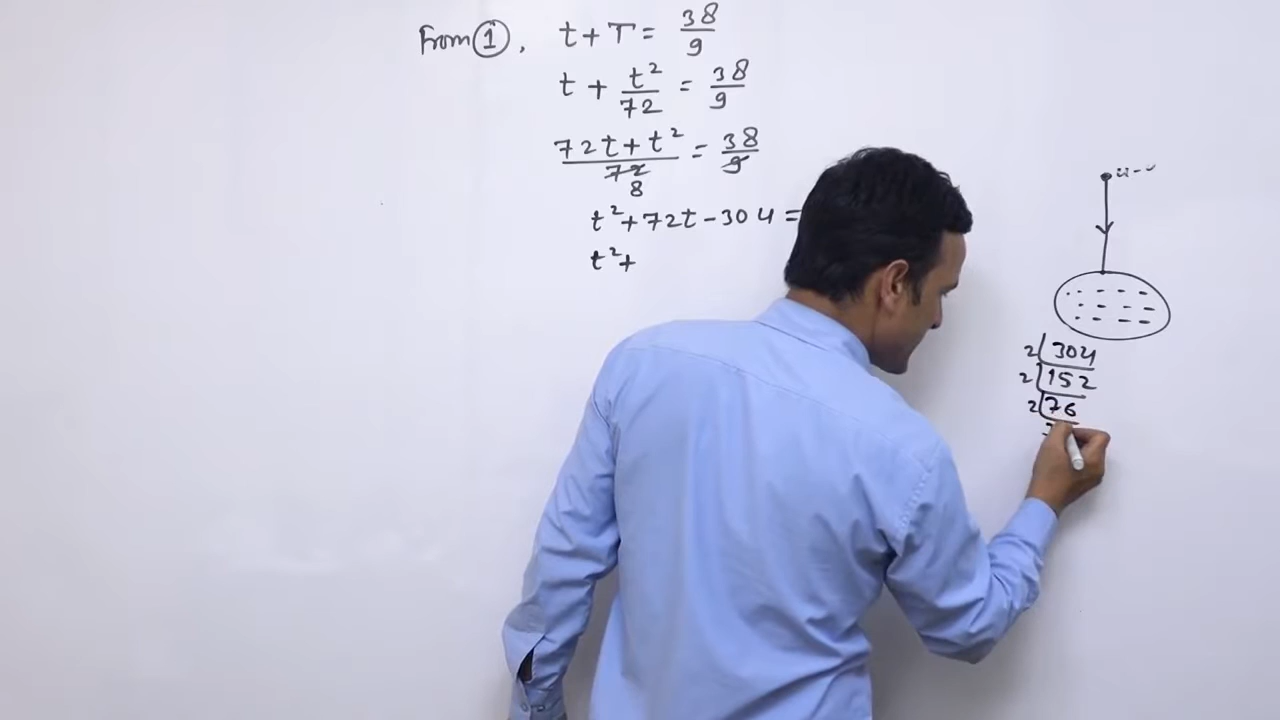 From ①, t + T = 38/9
t + t²/72 = 38/9
72t + t²/72 = 38/9
8
t² + 72t - 304 =
t² +
2 | 304
2 | 152
2 | 76